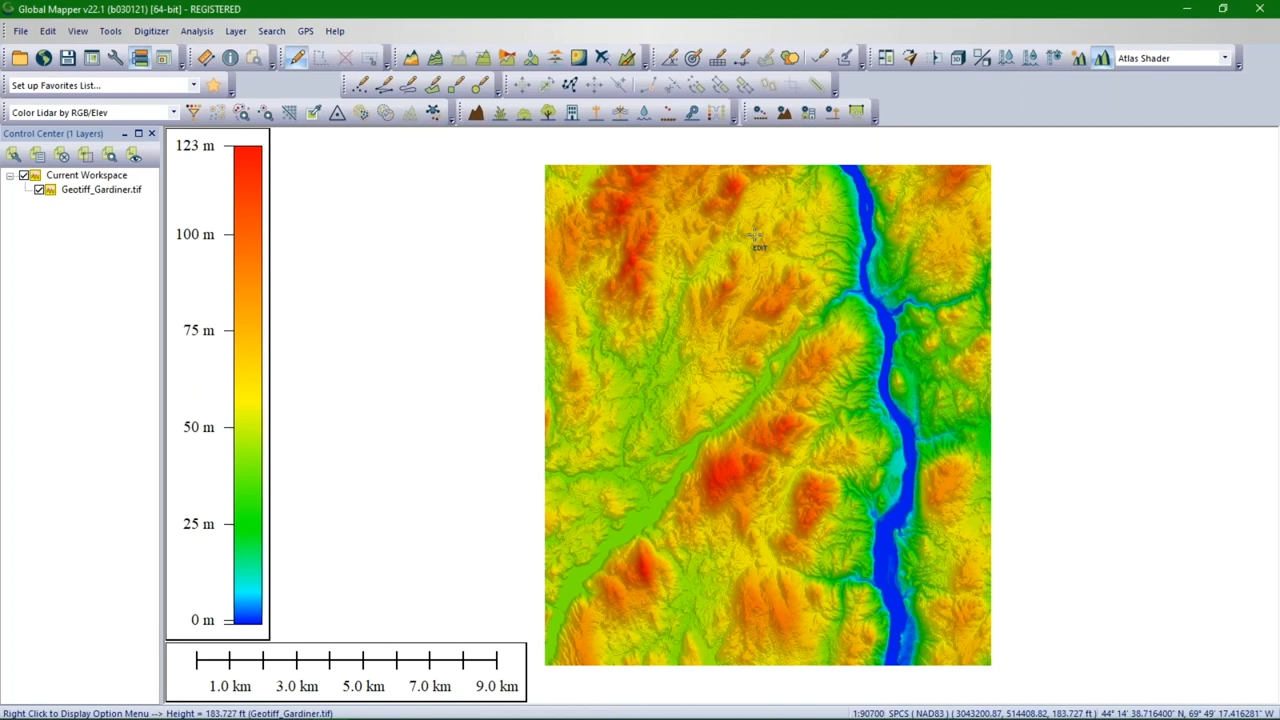 Global Mapper v22.1 (b030121) [64-bit] - REGISTERED
File Edit View Tools Digitizer Analysis Layer Search GPS Help
Atlas Shader
Set up Favorites List...
Color Lidar by RGB/Elev
Control Center (1 Layers)
Current Workspace
Geotiff_Gardiner.tif
123 m
100 m
75 m
50 m
25 m
0 m
EDIT
1.0 km 3.0 km 5.0 km 7.0 km 9.0 km
Right Click to Display Option Menu --> Height = 183.727 ft (Geotiff_Gardiner.tif) 1:90700 SPCS ( NAD83 ) ( 3043200.87, 514408.82, 183.727 ft ) 44° 14' 38.716400" N, 69° 49' 17.416281" W